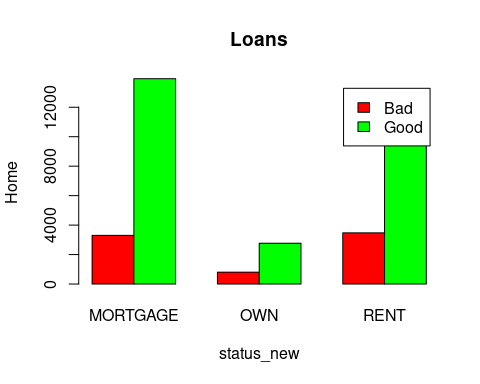 Loans
Home
12000
8000
4000
0
Bad
Good
MORTGAGE
OWN
RENT
status_new